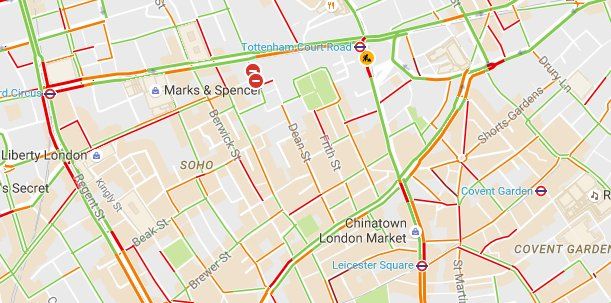 Tottenham Court Road
Drury Ln
rd Circus
Marks & Spencer
Shorts Gardens
Berwick St
Dean St
Frith St
Liberty London
SOHO
's Secret
Kingly St
Regent St
Covent Garden
R
Beak St
Chinatown
London Market
COVENT GARDEN
Brewer St
Leicester Square
St Marti